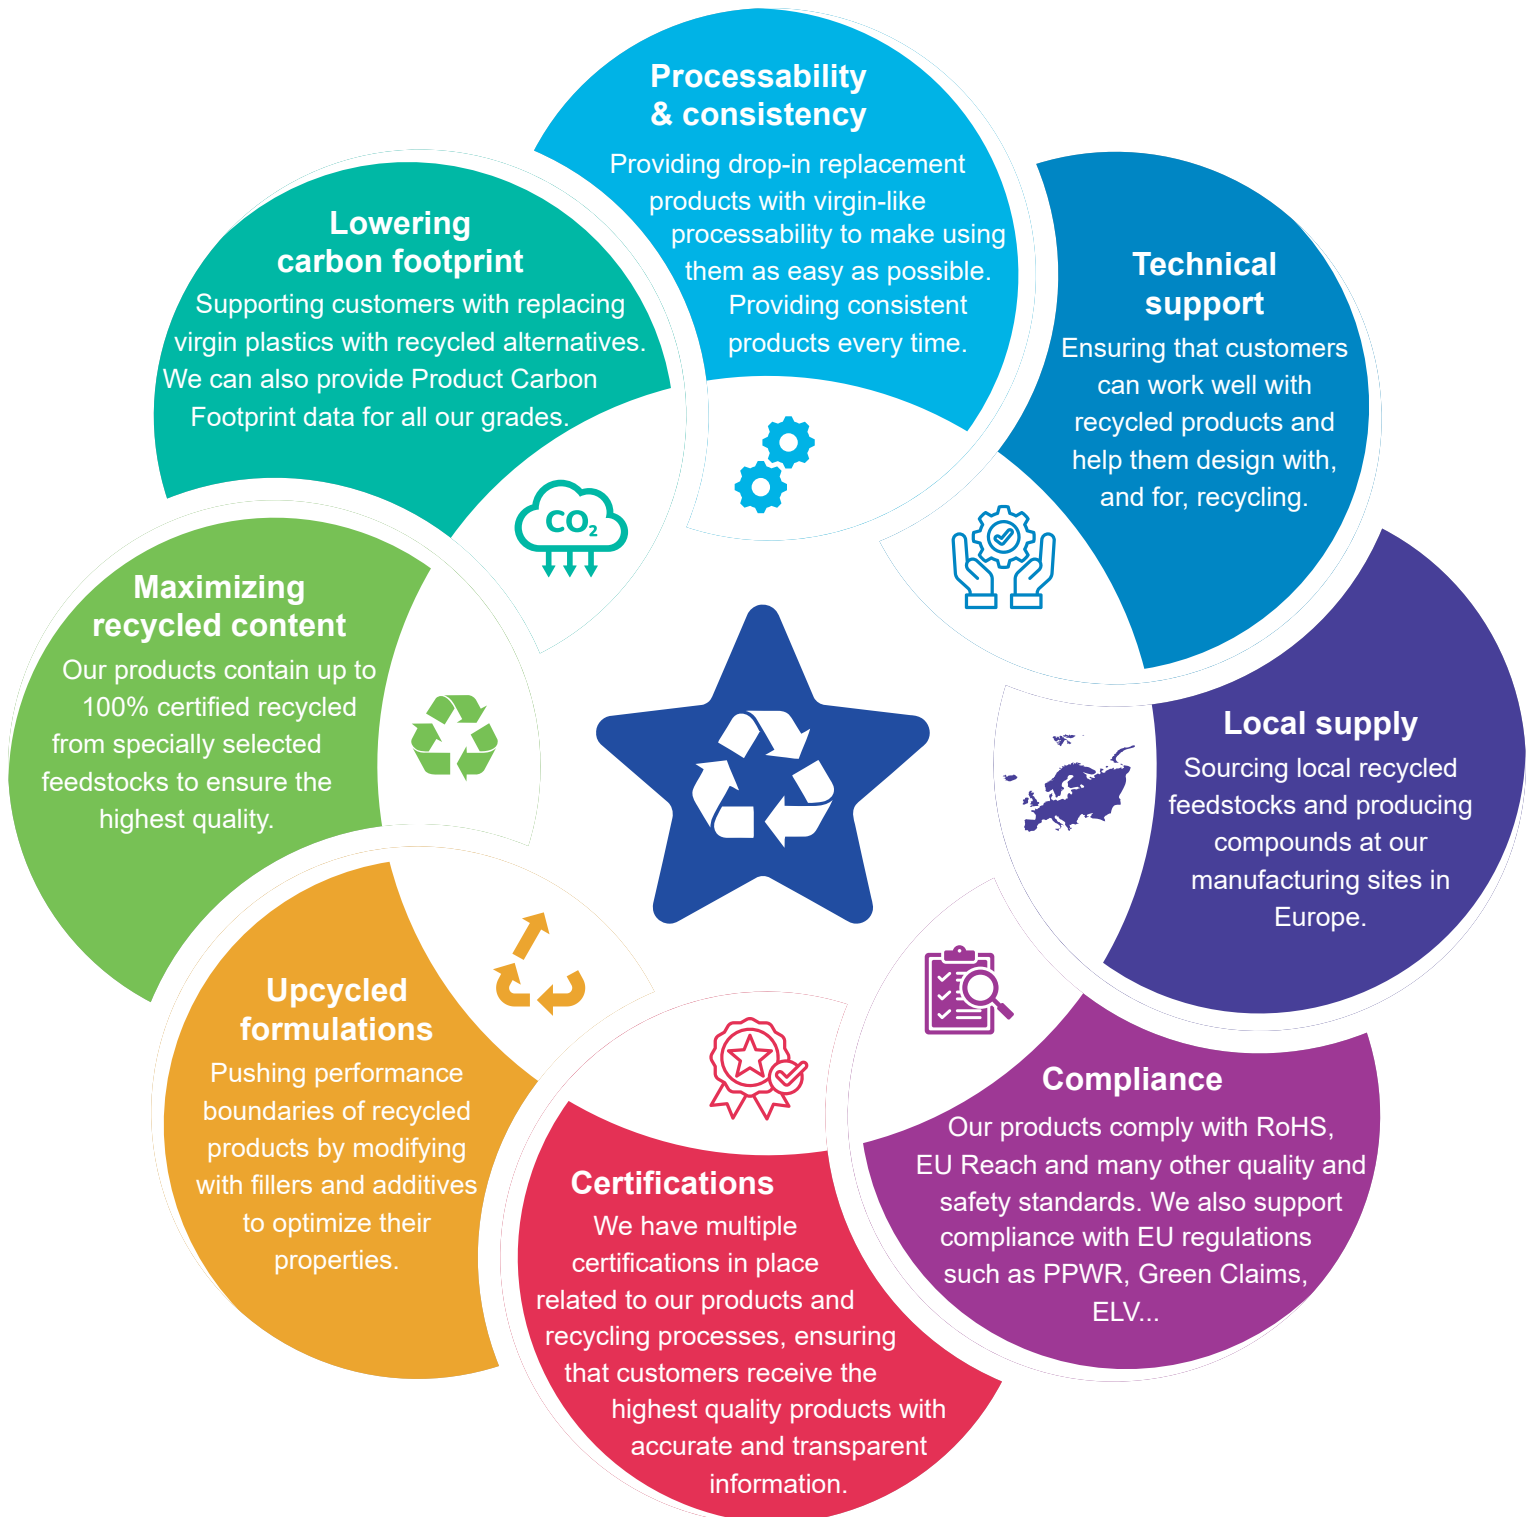 Processability
& consistency
Providing drop-in replacement
products with virgin-like
processability to make using
them as easy as possible.
Providing consistent
products every time.
Technical
support
Ensuring that customers
can work well with
recycled products and
help them design with,
and for, recycling.
Local supply
Sourcing local recycled
feedstocks and producing
compounds at our
manufacturing sites in
Europe.
Compliance
Our products comply with RoHS,
EU Reach and many other quality and
safety standards. We also support
compliance with EU regulations
such as PPWR, Green Claims,
ELV...
Certifications
We have multiple
certifications in place
related to our products and
recycling processes, ensuring
that customers receive the
highest quality products with
accurate and transparent
information.
Upcycled
formulations
Pushing performance
boundaries of recycled
products by modifying
with fillers and additives
to optimize their
properties.
Maximizing
recycled content
Our products contain up to
100% certified recycled
from specially selected
feedstocks to ensure the
highest quality.
Lowering
carbon footprint
Supporting customers with replacing
virgin plastics with recycled alternatives.
We can also provide Product Carbon
Footprint data for all our grades.
CO₂